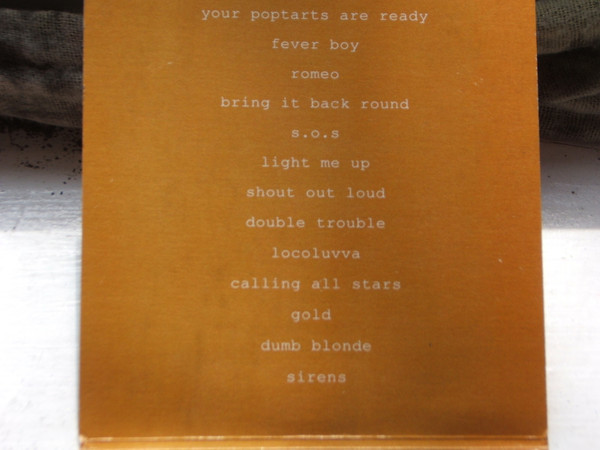 your poptarts are ready
fever boy
romeo
bring it back round
s.o.s
light me up
shout out loud
double trouble
locoluvva
calling all stars
gold
dumb blonde
sirens